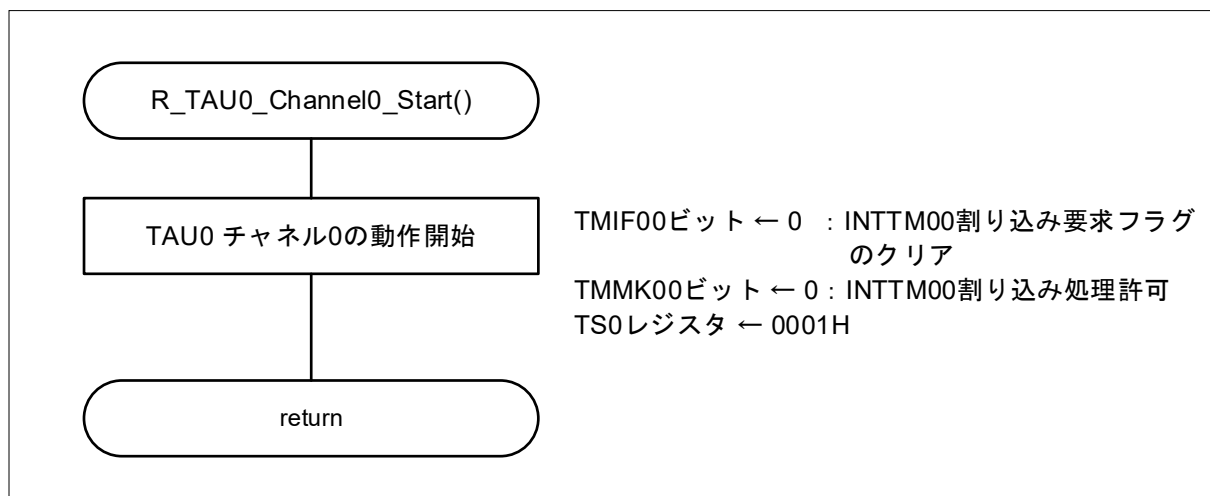 R_TAU0_Channel0_Start()
TAU0 チャネル0の動作開始
TMIF00ビット ← 0 ：INTTM00割り込み要求フラグ
のクリア
TMMK00ビット ← 0：INTTM00割り込み処理許可
TS0レジスタ ← 0001H
return